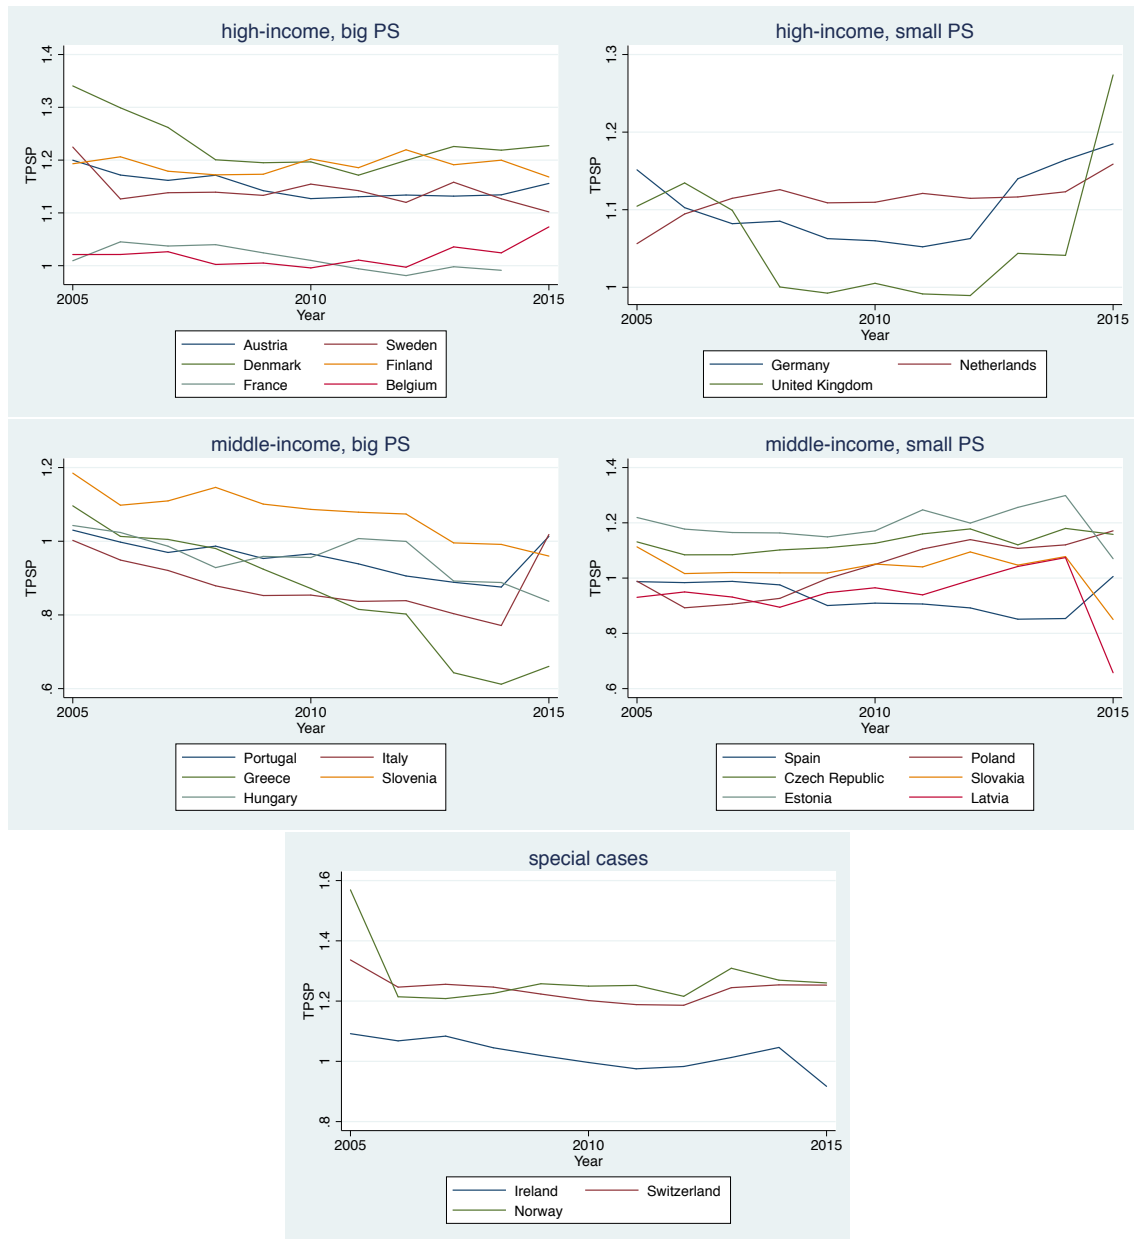 high-income, big PS
TPSP
1.4
1.3
1.2
1.1
1
2005 2010 2015
Year
Austria Sweden
Denmark Finland
France Belgium
high-income, small PS
TPSP
1.3
1.2
1.1
1
2005 2010 2015
Year
Germany Netherlands
United Kingdom
middle-income, big PS
TPSP
1.2
1
.8
.6
2005 2010 2015
Year
Portugal Italy
Greece Slovenia
Hungary
middle-income, small PS
TPSP
1.4
1.2
1
.8
.6
2005 2010 2015
Year
Spain Poland
Czech Republic Slovakia
Estonia Latvia
special cases
TPSP
1.6
1.4
1.2
1
.8
2005 2010 2015
Year
Ireland Switzerland
Norway